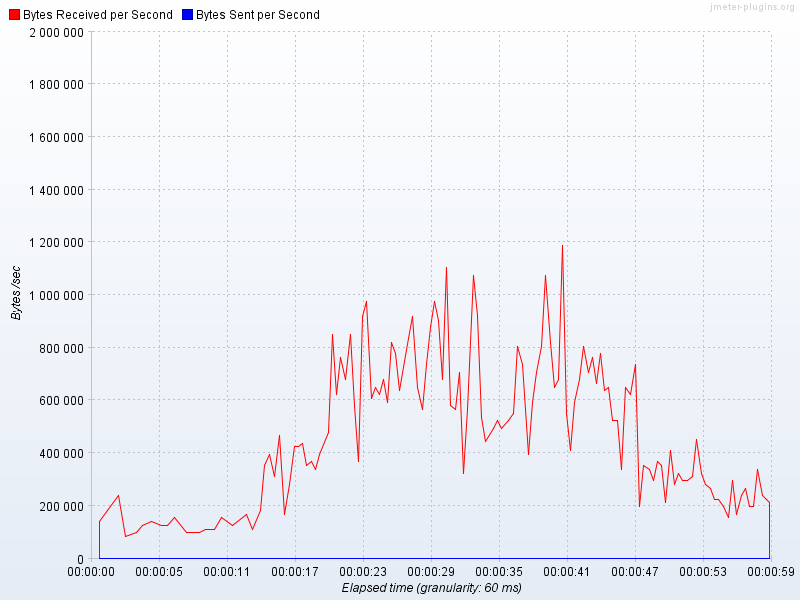 jmeter-plugins.org
Bytes Received per Second Bytes Sent per Second
2 000 000
1 800 000
1 600 000
1 400 000
1 200 000
1 000 000
800 000
600 000
400 000
200 000
0
Bytes /sec
00:00:00 00:00:05 00:00:11 00:00:17 00:00:23 00:00:29 00:00:35 00:00:41 00:00:47 00:00:53 00:00:59
Elapsed time (granularity: 60 ms)